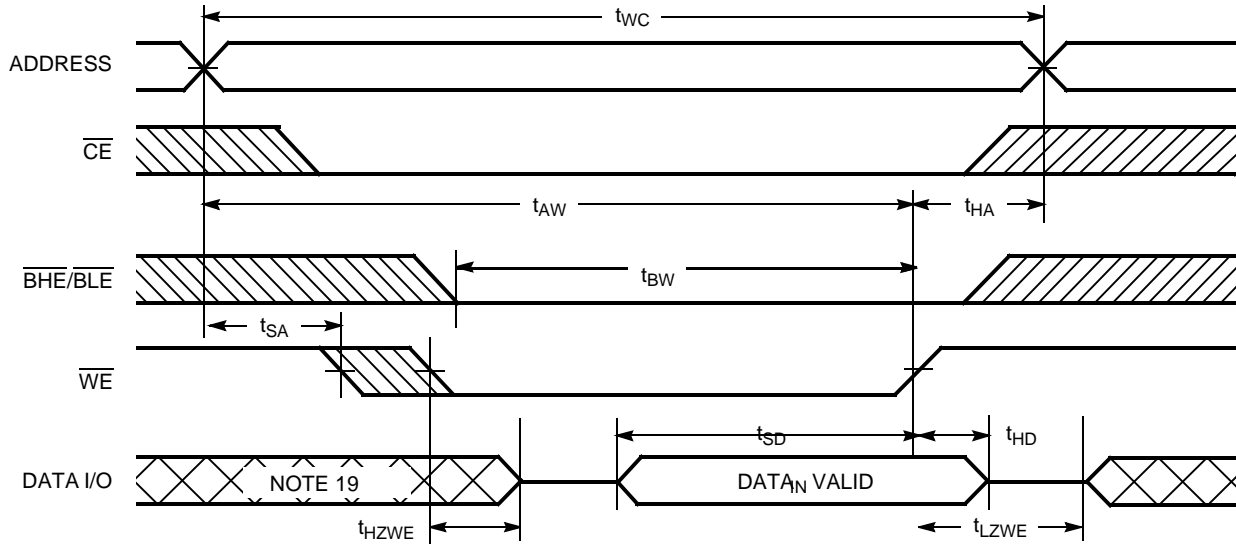 tWC
ADDRESS
CE
tAW
tHA
BHE/BLE
tBW
tSA
WE
tSD
tHD
DATA I/O
NOTE 19
DATAIN VALID
tHZWE
tLZWE